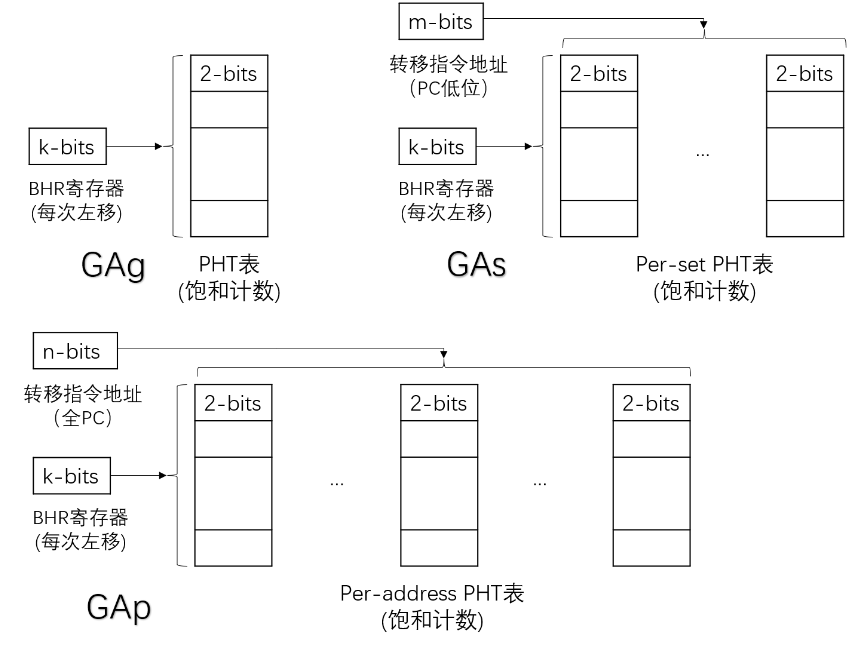 2-bits
k-bits
BHR寄存器
(每次左移)
GAg
PHT表
(饱和计数)
m-bits
转移指令地址
（PC低位）
2-bits
2-bits
k-bits
...
BHR寄存器
(每次左移)
GAs
Per-set PHT表
(饱和计数)
n-bits
转移指令地址
（全PC）
2-bits
2-bits
2-bits
k-bits
...
...
BHR寄存器
(每次左移)
GAp
Per-address PHT表
(饱和计数)